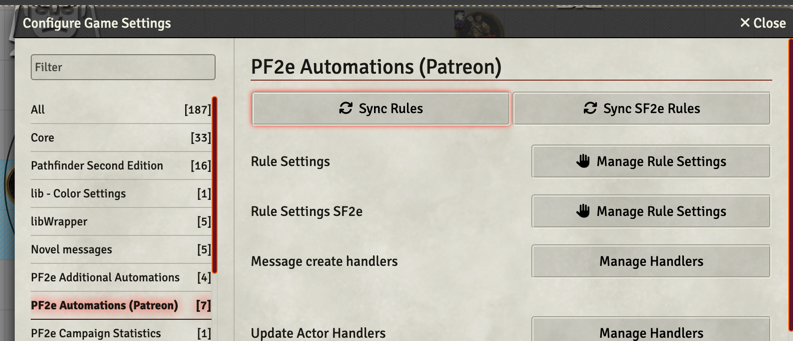 Configure Game Settings
✕ Close
Filter
All [187]
Core [33]
Pathfinder Second Edition [16]
lib - Color Settings [1]
libWrapper [5]
Novel messages [5]
PF2e Additional Automations [4]
PF2e Automations (Patreon) [7]
PF2e Campaign Statistics [1]
PF2e Automations (Patreon)
Sync Rules
Sync SF2e Rules
Rule Settings
Manage Rule Settings
Rule Settings SF2e
Manage Rule Settings
Message create handlers
Manage Handlers
Update Actor Handlers
Manage Handlers